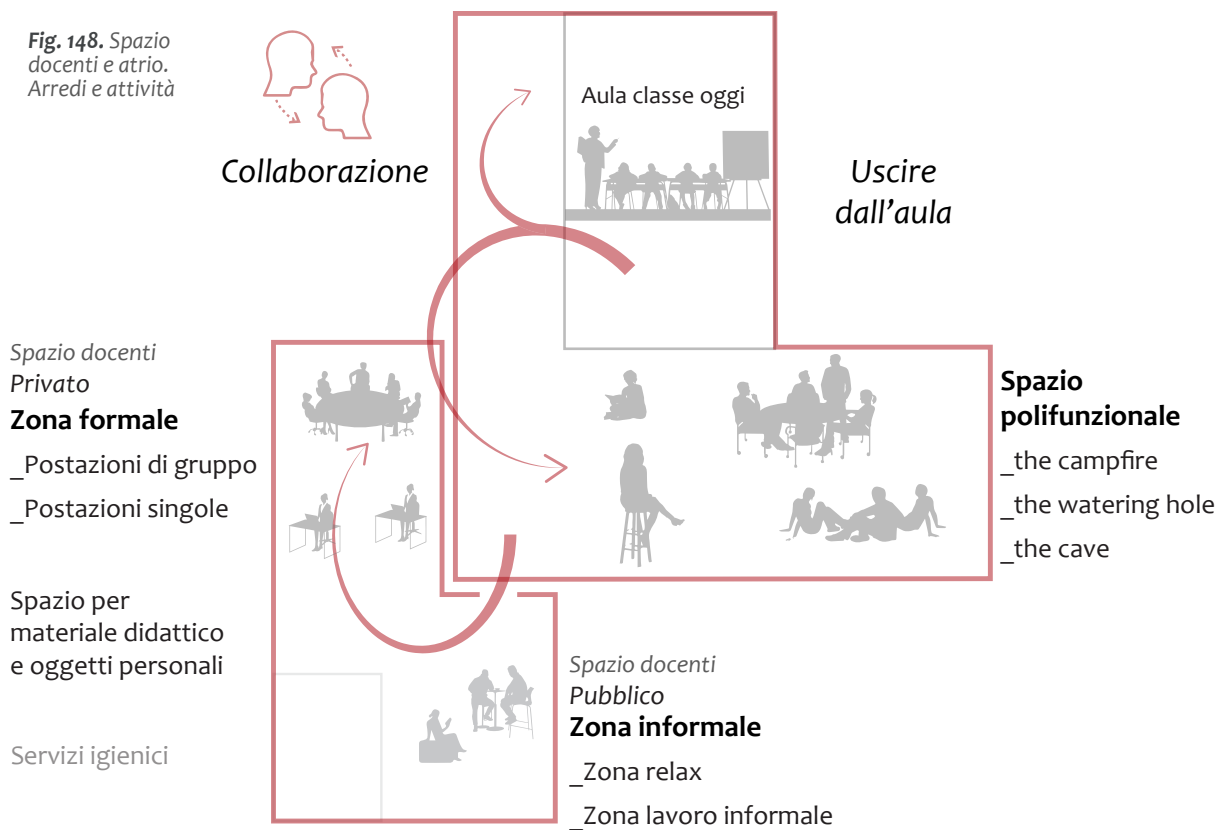 Fig. 148. Spazio
docenti e atrio.
Arredi e attività
Collaborazione
Aula classe oggi
Uscire
dall’aula
Spazio docenti
Privato
Zona formale
_Postazioni di gruppo
_Postazioni singole
Spazio per
materiale didattico
e oggetti personali
Servizi igienici
Spazio
polifunzionale
_the campfire
_the watering hole
_the cave
Spazio docenti
Pubblico
Zona informale
_Zona relax
_Zona lavoro informale